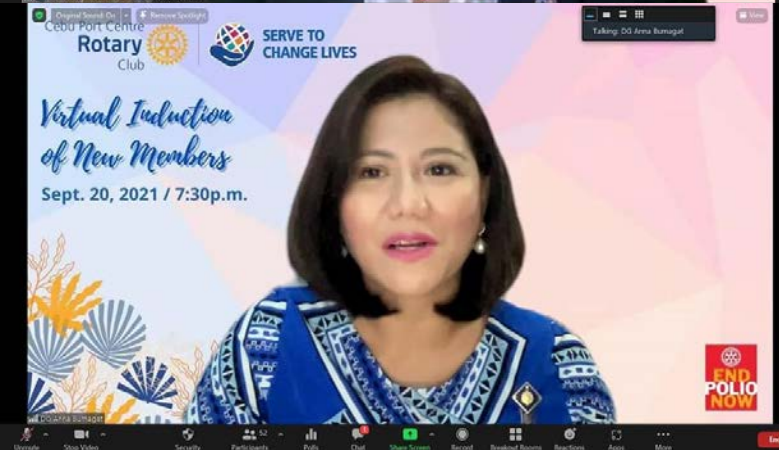 Original Sound: On
Remove Spotlight
View
Talking: DG Anna Bumagat
Cebu Port Centre
Rotary
Club
SERVE TO
CHANGE LIVES
Virtual Induction
of New Members
Sept. 20, 2021 / 7:30p.m.
END
POLIO
NOW
DG Anna Bumagat
Upgrade
Stop Video
Security
Participants
52
Polls
Chat
Share Screen
Record
Breakout Rooms
Reactions
Apps
More